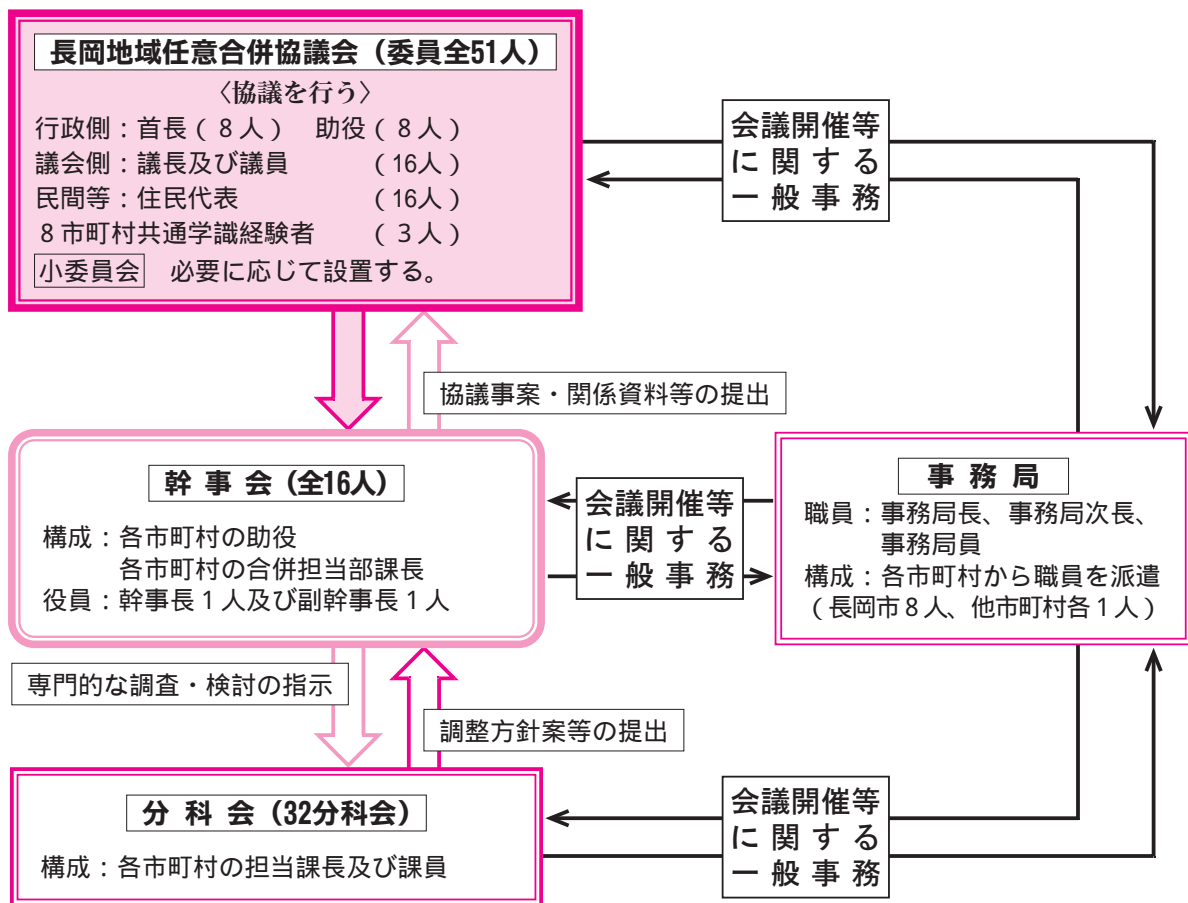 長岡地域任意合併協議会（委員全51人）
〈協議を行う〉
行政側：首長（８人）　助役（８人）
議会側：議長及び議員　（16人）
民間等：住民代表　（16人）
８市町村共通学識経験者　（３人）
小委員会　必要に応じて設置する。
会議開催等
に関する
一般事務
協議事案・関係資料等の提出
幹事会（全16人）
構成：各市町村の助役
各市町村の合併担当部課長
役員：幹事長１人及び副幹事長１人
会議開催等
に関する
一般事務
事務局
職員：事務局長、事務局次長、
事務局員
構成：各市町村から職員を派遣
（長岡市８人、他市町村各１人）
専門的な調査・検討の指示
調整方針案等の提出
分科会（32分科会）
構成：各市町村の担当課長及び課員
会議開催等
に関する
一般事務